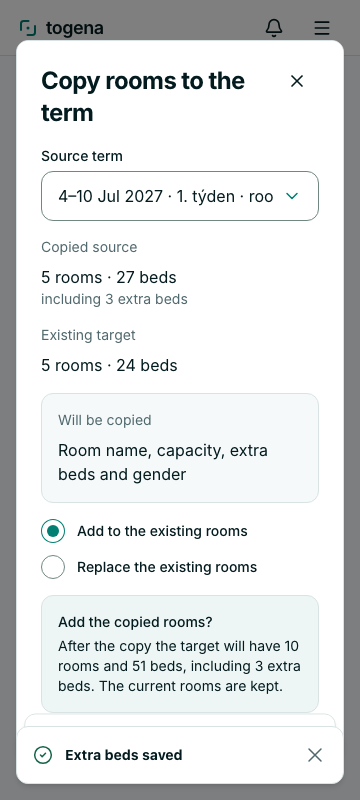 togena
Copy rooms to the
term
Source term
4–10 Jul 2027 · 1. týden · roo
Copied source
5 rooms · 27 beds
including 3 extra beds
Existing target
5 rooms · 24 beds
Will be copied
Room name, capacity, extra
beds and gender
Add to the existing rooms
Replace the existing rooms
Add the copied rooms?
After the copy the target will have 10
rooms and 51 beds, including 3 extra
beds. The current rooms are kept.
Extra beds saved